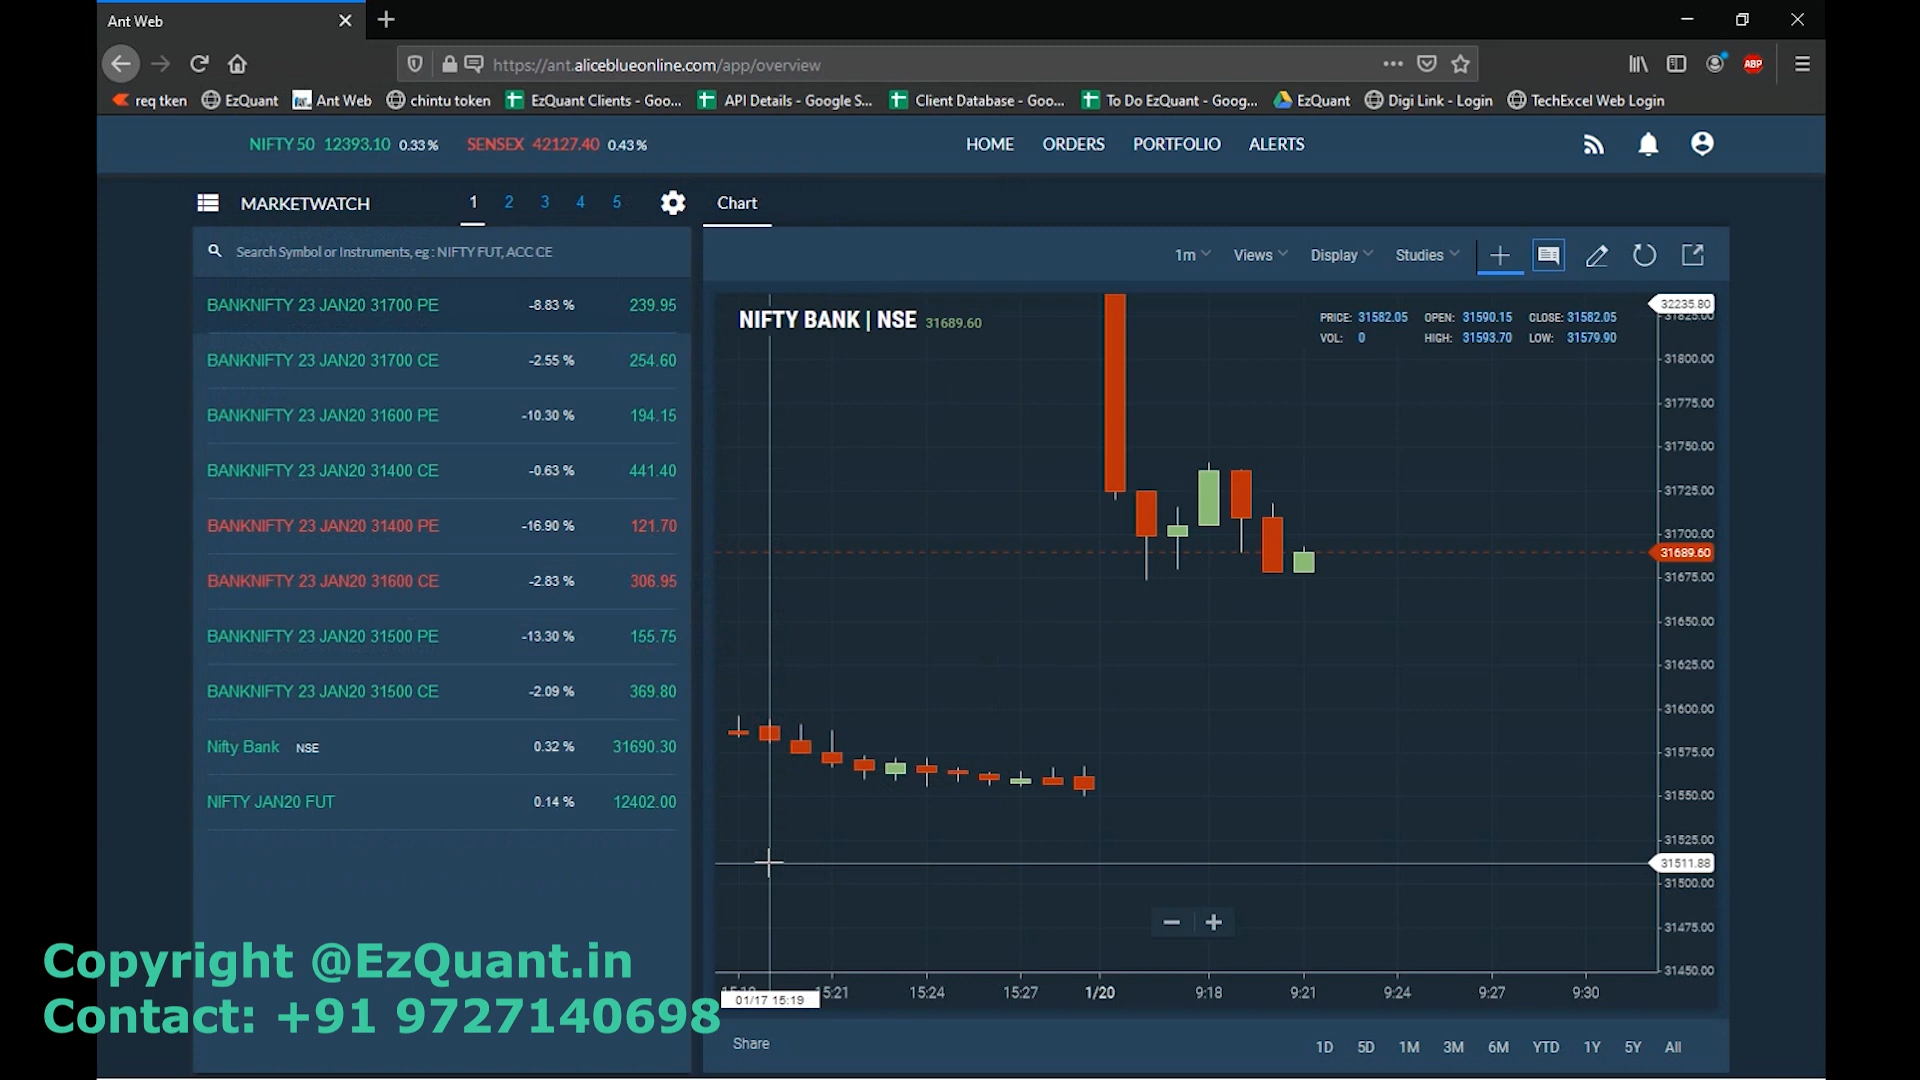 Ant Web
https://ant.aliceblueonline.com/app/overview
req tken EzQuant Ant Web chintu token EzQuant Clients - Goo... API Details - Google S... Client Database - Goo... To Do EzQuant - Goog... EzQuant Digi Link - Login TechExcel Web Login
ABP
NIFTY 50 12393.10 0.33 % SENSEX 42127.40 0.43 % HOME ORDERS PORTFOLIO ALERTS
MARKETWATCH 1 2 3 4 5
Chart
Search Symbol or Instruments, eg : NIFTY FUT, ACC CE
1m Views Display Studies
BANKNIFTY 23 JAN20 31700 PE -8.83 % 239.95
BANKNIFTY 23 JAN20 31700 CE -2.55 % 254.60
BANKNIFTY 23 JAN20 31600 PE -10.30 % 194.15
BANKNIFTY 23 JAN20 31400 CE -0.63 % 441.40
BANKNIFTY 23 JAN20 31400 PE -16.90 % 121.70
BANKNIFTY 23 JAN20 31600 CE -2.83 % 306.95
BANKNIFTY 23 JAN20 31500 PE -13.30 % 155.75
BANKNIFTY 23 JAN20 31500 CE -2.09 % 369.80
Nifty Bank NSE 0.32 % 31690.30
NIFTY JAN20 FUT 0.14 % 12402.00
NIFTY BANK | NSE 31689.60
PRICE: 31582.05 OPEN: 31590.15 CLOSE: 31582.05
VOL: 0 HIGH: 31593.70 LOW: 31579.90
32235.80
31800.00
31775.00
31750.00
31725.00
31700.00
31689.60
31675.00
31650.00
31625.00
31600.00
31575.00
31550.00
31525.00
31511.88
31500.00
31475.00
31450.00
01/17 15:19 15:21 15:24 15:27 1/20 9:18 9:21 9:24 9:27 9:30
Share
1D 5D 1M 3M 6M YTD 1Y 5Y All
Copyright @EzQuant.in
Contact: +91 9727140698